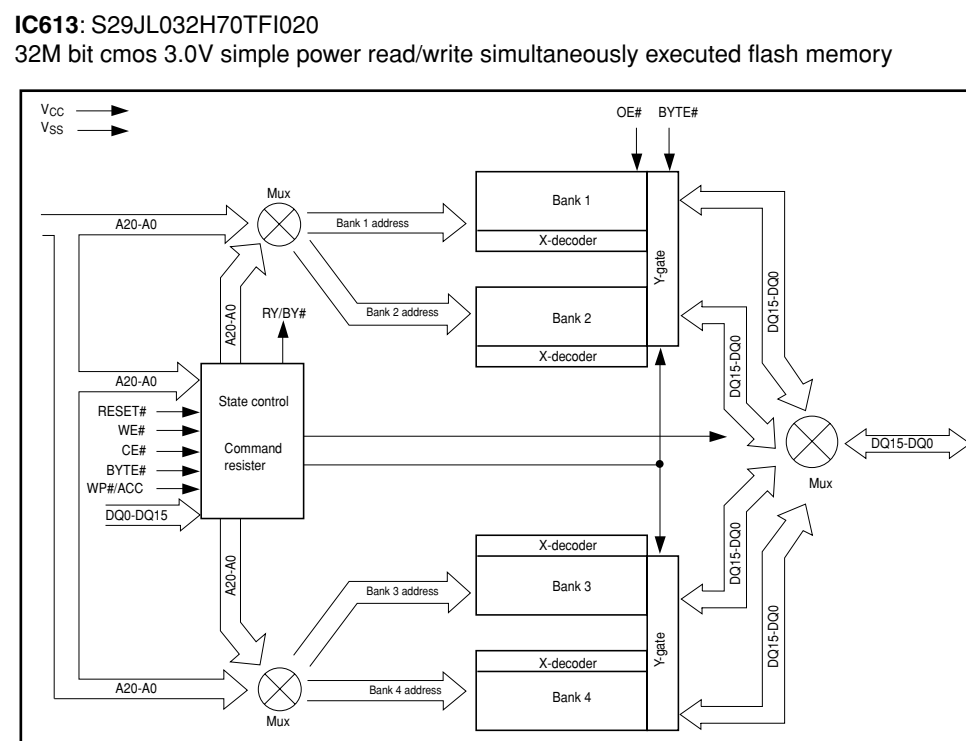 IC613: S29JL032H70TFI020
32M bit cmos 3.0V simple power read/write simultaneously executed flash memory
VCC
VSS
OE# BYTE#
Mux
A20-A0
Bank 1 address
Bank 1
X-decoder
Y-gate
A20-A0
RY/BY#
Bank 2 address
Bank 2
X-decoder
DQ15-DQ0
DQ15-DQ0
A20-A0
RESET#
WE#
CE#
BYTE#
WP#/ACC
DQ0-DQ15
State control
Command
resister
DQ15-DQ0
Mux
A20-A0
Bank 3 address
X-decoder
Bank 3
Y-gate
DQ15-DQ0
DQ15-DQ0
A20-A0
Mux
Bank 4 address
X-decoder
Bank 4